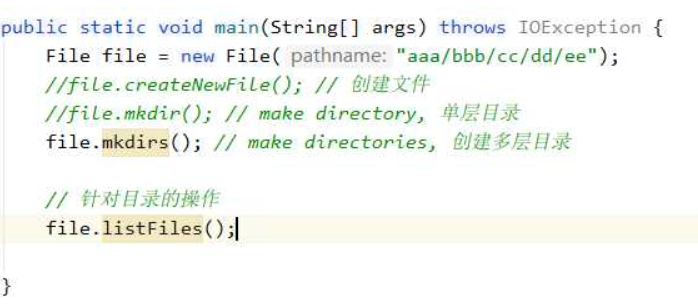 public static void main(String[] args) throws IOException {
File file = new File( pathname: "aaa/bbb/cc/dd/ee");
//file.createNewFile(); // 创建文件
//file.mkdir(); // make directory, 单层目录
file.mkdirs(); // make directories, 创建多层目录
// 针对目录的操作
file.listFiles();
}